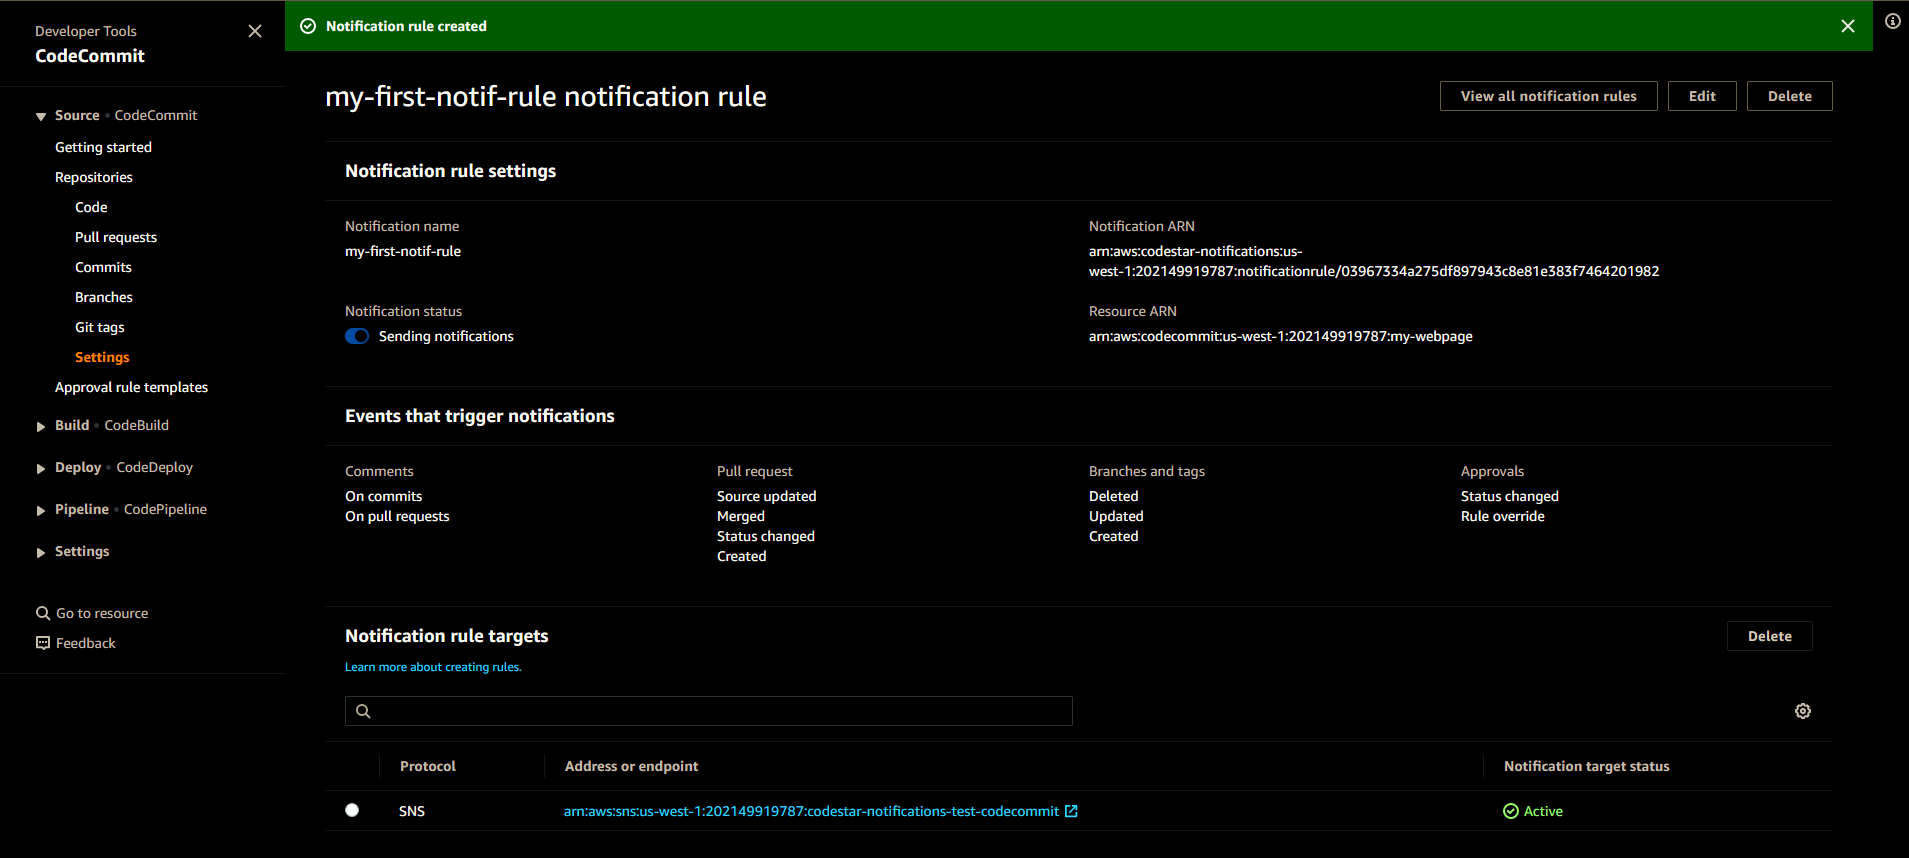 Developer Tools
CodeCommit
Source • CodeCommit
Getting started
Repositories
Code
Pull requests
Commits
Branches
Git tags
Settings
Approval rule templates
Build • CodeBuild
Deploy • CodeDeploy
Pipeline • CodePipeline
Settings
Go to resource
Feedback
Notification rule created
my-first-notif-rule notification rule
View all notification rules
Edit
Delete
Notification rule settings
Notification name
my-first-notif-rule
Notification ARN
arn:aws:codestar-notifications:us-
west-1:202149919787:notificationrule/03967334a275df897943c8e81e383f7464201982
Notification status
Sending notifications
Resource ARN
arn:aws:codecommit:us-west-1:202149919787:my-webpage
Events that trigger notifications
Comments
On commits
On pull requests
Pull request
Source updated
Merged
Status changed
Created
Branches and tags
Deleted
Updated
Created
Approvals
Status changed
Rule override
Notification rule targets
Delete
Learn more about creating rules.
Protocol
Address or endpoint
Notification target status
SNS
arn:aws:sns:us-west-1:202149919787:codestar-notifications-test-codecommit
Active